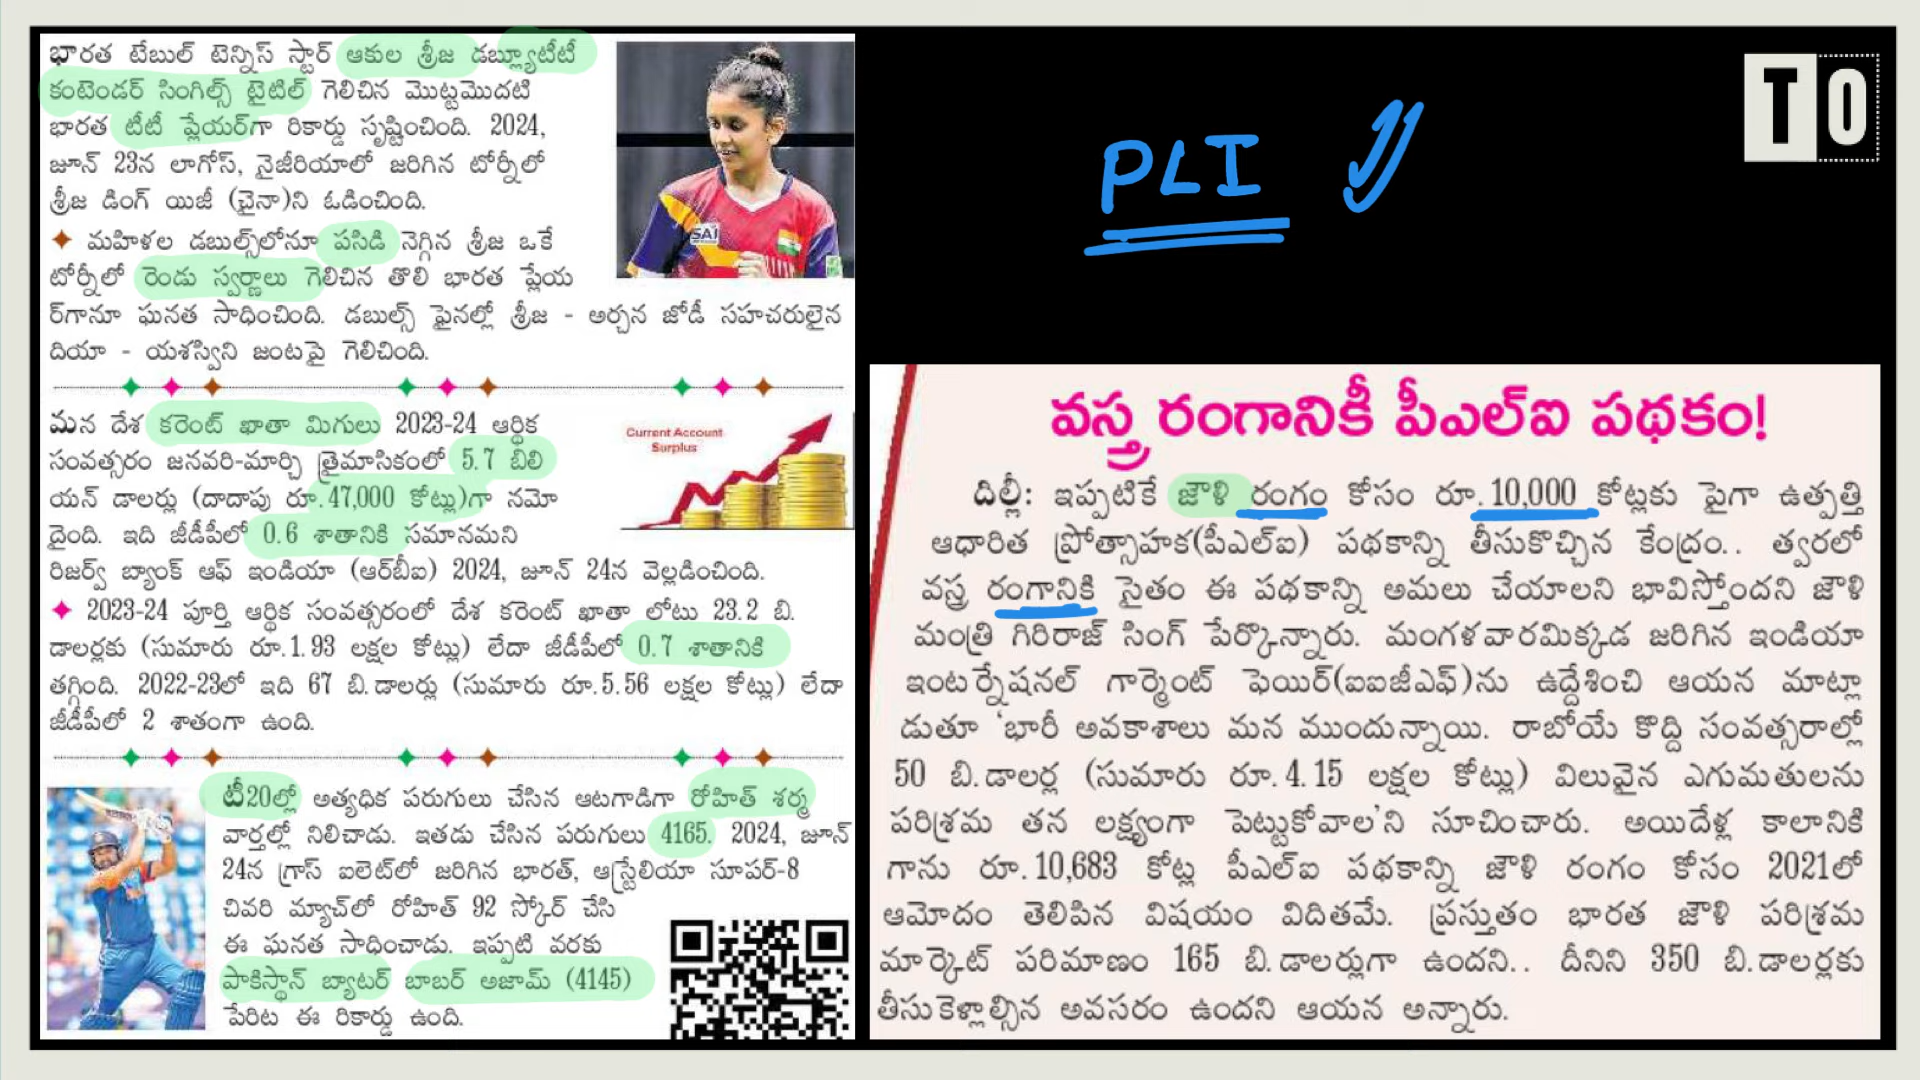 భారత టేబుల్ టెన్నిస్ స్టార్ ఆకుల శ్రీజ డబ్ల్యూటీటీ
కంటెండర్ సింగిల్స్ టైటిల్ గెలిచిన మొట్టమొదటి
భారత టీటీ ప్లేయర్‌గా రికార్డు సృష్టించింది. 2024,
జూన్ 23న లాగోస్, నైజీరియాలో జరిగిన టోర్నీలో
శ్రీజ డింగ్ యిజీ (చైనా)ని ఓడించింది.
మహిళల డబుల్స్‌లోనూ పసిడి నెగ్గిన శ్రీజ ఒకే
టోర్నీలో రెండు స్వర్ణాలు గెలిచిన తొలి భారత ప్లేయ
ర్‌గానూ ఘనత సాధించింది. డబుల్స్ ఫైనల్లో శ్రీజ - అర్చన జోడీ సహచరులైన
దియా - యశస్విని జంటపై గెలిచింది.
SAI
మన దేశ కరెంట్ ఖాతా మిగులు 2023-24 ఆర్థిక
సంవత్సరం జనవరి-మార్చి త్రైమాసికంలో 5.7 బిలి
యన్ డాలర్లు (దాదాపు రూ.47,000 కోట్లు)గా నమో
దైంది. ఇది జీడీపీలో 0.6 శాతానికి సమానమని
రిజర్వ్ బ్యాంక్ ఆఫ్ ఇండియా (ఆర్‌బీఐ) 2024, జూన్ 24న వెల్లడించింది.
Current Account
Surplus
2023-24 పూర్తి ఆర్థిక సంవత్సరంలో దేశ కరెంట్ ఖాతా లోటు 23.2 బి.
డాలర్లకు (సుమారు రూ.1.93 లక్షల కోట్లు) లేదా జీడీపీలో 0.7 శాతానికి
తగ్గింది. 2022-23లో ఇది 67 బి.డాలర్లు (సుమారు రూ.5.56 లక్షల కోట్లు) లేదా
జీడీపీలో 2 శాతంగా ఉంది.
టీ20ల్లో అత్యధిక పరుగులు చేసిన ఆటగాడిగా రోహిత్ శర్మ
వార్తల్లో నిలిచాడు. ఇతడు చేసిన పరుగులు 4165. 2024, జూన్
24న గ్రాస్ ఐలెట్‌లో జరిగిన భారత్, ఆస్ట్రేలియా సూపర్-8
చివరి మ్యాచ్‌లో రోహిత్ 92 స్కోర్ చేసి
ఈ ఘనత సాధించాడు. ఇప్పటి వరకు
పాకిస్థాన్ బ్యాటర్ బాబర్ అజామ్ (4145)
పేరిట ఈ రికార్డు ఉంది.
PLI
TO
వస్త్ర రంగానికీ పీఎల్ఐ పథకం!
దిల్లీ: ఇప్పటికే జౌళి రంగం కోసం రూ.10,000 కోట్లకు పైగా ఉత్పత్తి
ఆధారిత ప్రోత్సాహక(పీఎల్ఐ) పథకాన్ని తీసుకొచ్చిన కేంద్రం.. త్వరలో
వస్త్ర రంగానికి సైతం ఈ పథకాన్ని అమలు చేయాలని భావిస్తోందని జౌళి
మంత్రి గిరిరాజ్ సింగ్ పేర్కొన్నారు. మంగళవారమిక్కడ జరిగిన ఇండియా
ఇంటర్నేషనల్ గార్మెంట్ ఫెయిర్(ఐఐజీఎఫ్)ను ఉద్దేశించి ఆయన మాట్లా
డుతూ ‘భారీ అవకాశాలు మన ముందున్నాయి. రాబోయే కొద్ది సంవత్సరాల్లో
50 బి.డాలర్ల (సుమారు రూ.4.15 లక్షల కోట్లు) విలువైన ఎగుమతులను
పరిశ్రమ తన లక్ష్యంగా పెట్టుకోవాల’ని సూచించారు. అయిదేళ్ల కాలానికి
గాను రూ.10,683 కోట్ల పీఎల్ఐ పథకాన్ని జౌళి రంగం కోసం 2021లో
ఆమోదం తెలిపిన విషయం విదితమే. ప్రస్తుతం భారత జౌళి పరిశ్రమ
మార్కెట్ పరిమాణం 165 బి.డాలర్లుగా ఉందని.. దీనిని 350 బి.డాలర్లకు
తీసుకెళ్లాల్సిన అవసరం ఉందని ఆయన అన్నారు.